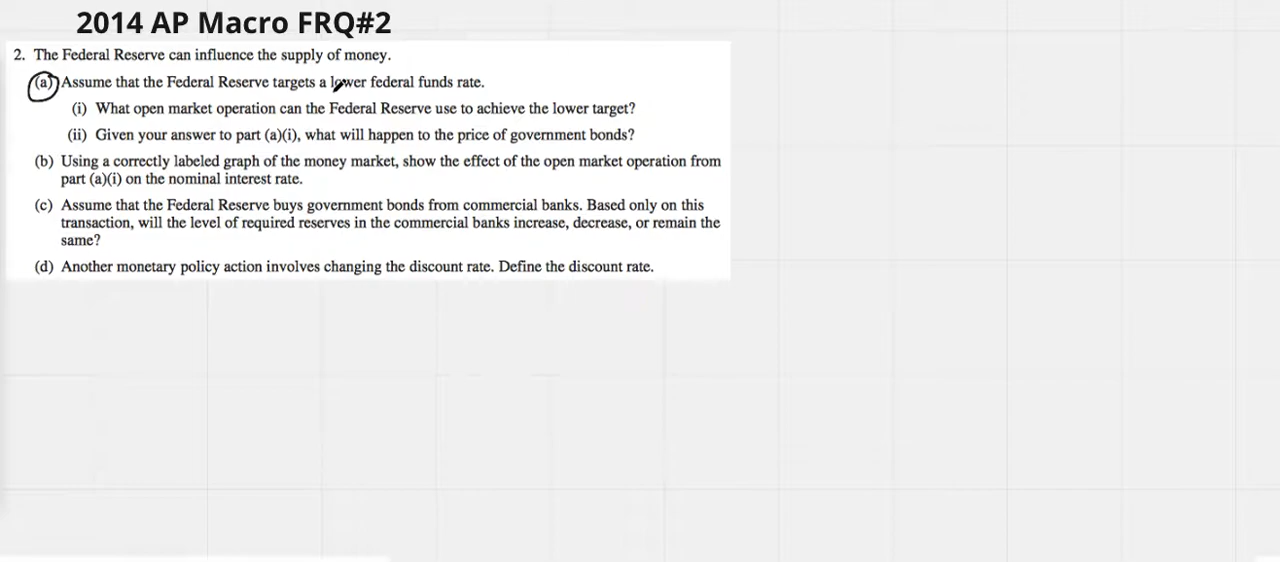 2014 AP Macro FRQ#2
2. The Federal Reserve can influence the supply of money.
(a) Assume that the Federal Reserve targets a lower federal funds rate.
(i) What open market operation can the Federal Reserve use to achieve the lower target?
(ii) Given your answer to part (a)(i), what will happen to the price of government bonds?
(b) Using a correctly labeled graph of the money market, show the effect of the open market operation from
part (a)(i) on the nominal interest rate.
(c) Assume that the Federal Reserve buys government bonds from commercial banks. Based only on this
transaction, will the level of required reserves in the commercial banks increase, decrease, or remain the
same?
(d) Another monetary policy action involves changing the discount rate. Define the discount rate.